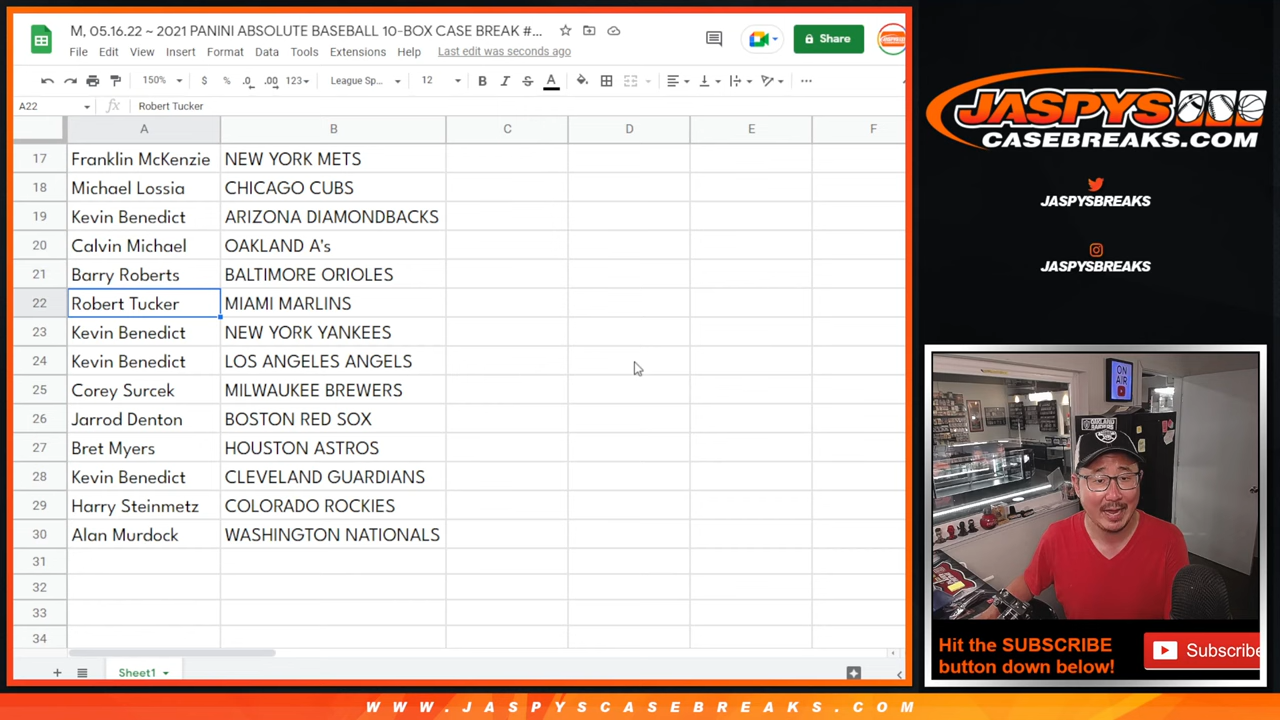 M, 05.16.22 ~ 2021 PANINI ABSOLUTE BASEBALL 10-BOX CASE BREAK #...
File Edit View Insert Format Data Tools Extensions Help Last edit was seconds ago
Share
150% $ % .0 .00 123 League Sp... 12 B I S A
A22 fx Robert Tucker
A B C D E F
17 Franklin McKenzie NEW YORK METS
18 Michael Lossia CHICAGO CUBS
19 Kevin Benedict ARIZONA DIAMONDBACKS
20 Calvin Michael OAKLAND A's
21 Barry Roberts BALTIMORE ORIOLES
22 Robert Tucker MIAMI MARLINS
23 Kevin Benedict NEW YORK YANKEES
24 Kevin Benedict LOS ANGELES ANGELS
25 Corey Surcek MILWAUKEE BREWERS
26 Jarrod Denton BOSTON RED SOX
27 Bret Myers HOUSTON ASTROS
28 Kevin Benedict CLEVELAND GUARDIANS
29 Harry Steinmetz COLORADO ROCKIES
30 Alan Murdock WASHINGTON NATIONALS
31
32
33
34
Sheet1
JASPYS
CASEBREAKS.COM
JASPYSBREAKS
JASPYSBREAKS
ON
AIR
Hit the SUBSCRIBE
button down below!
Subscribe
WWW.JASPYSCASEBREAKS.COM